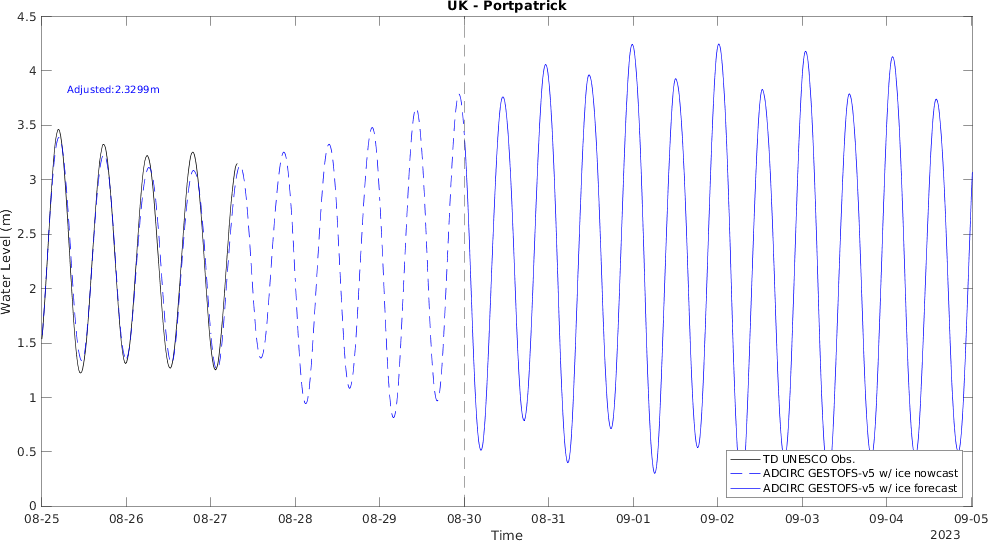 UK - Portpatrick
4.5
4
3.5
3
2.5
2
1.5
1
0.5
0
Water Level (m)
Adjusted:2.3299m
TD UNESCO Obs.
ADCIRC GESTOFS-v5 w/ ice nowcast
ADCIRC GESTOFS-v5 w/ ice forecast
08-25 08-26 08-27 08-28 08-29 08-30 08-31 09-01 09-02 09-03 09-04 09-05
Time
2023